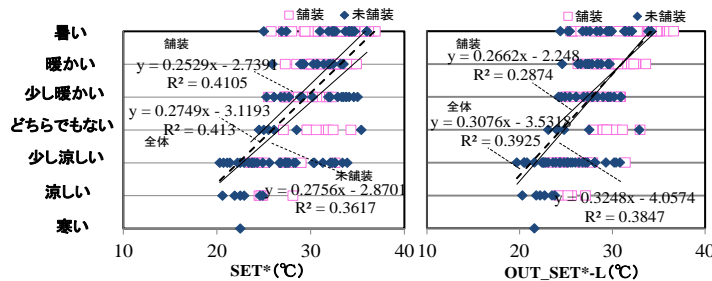 舗装 未舗装
暑い
暖かい
少し暖かい
どちらでもない
少し涼しい
涼しい
寒い
舗装
y = 0.2529x - 2.7391
R² = 0.4105
y = 0.2749x - 3.1193
R² = 0.413
全体
未舗装
y = 0.2756x - 2.8701
R² = 0.3617
10 20 30 40
SET*(℃)
舗装 未舗装
舗装
y = 0.2662x - 2.248
R² = 0.2874
全体
y = 0.3076x - 3.5318
R² = 0.3925
未舗装
y = 0.3248x - 4.0574
R² = 0.3847
10 20 30 40
OUT_SET*-L(℃)